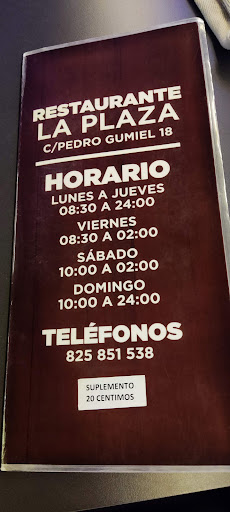 RESTAURANTE
LA PLAZA
C/PEDRO GUMIEL 18
HORARIO
LUNES A JUEVES
08:30 A 24:00
VIERNES
08:30 A 02:00
SÁBADO
10:00 A 02:00
DOMINGO
10:00 A 24:00
TELÉFONOS
825 851 538
SUPLEMENTO
20 CENTIMOS